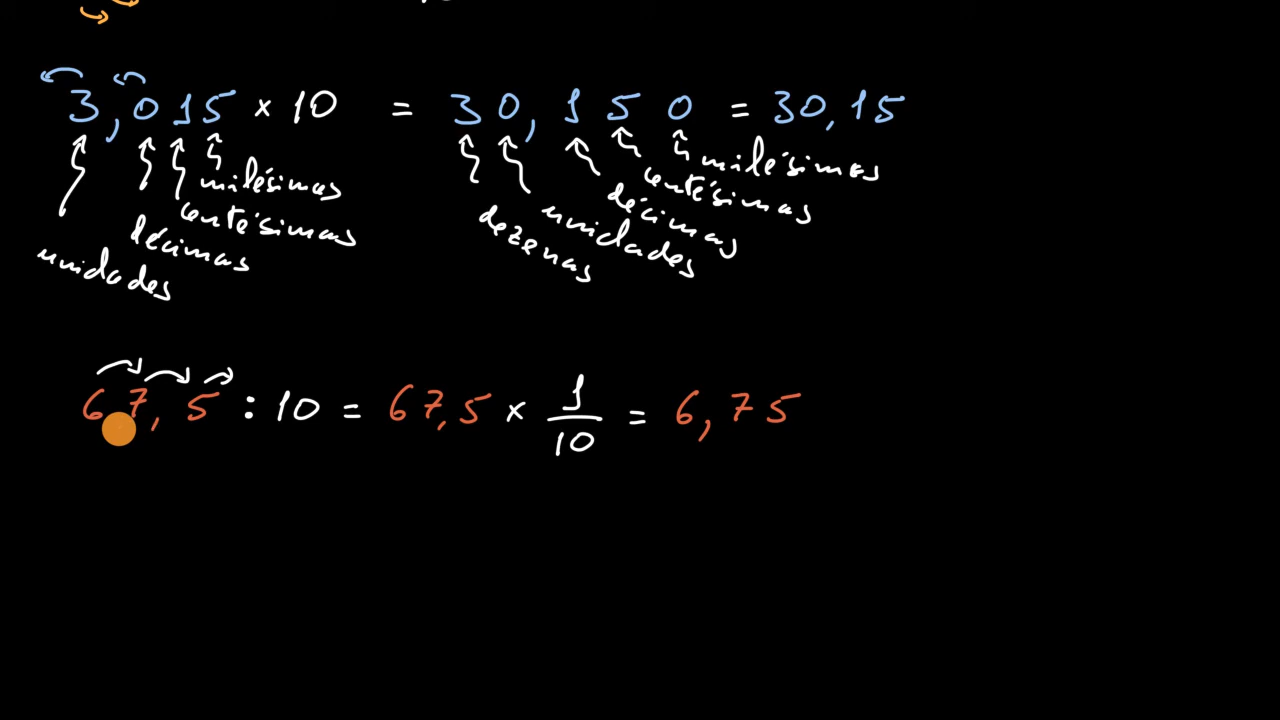 3,015 × 10 = 30,150 = 30,15
unidades décimas centésimas milésimas dezenas unidades décimas centésimas milésimas
67,5 : 10 = 67,5 × 1/10 = 6,75